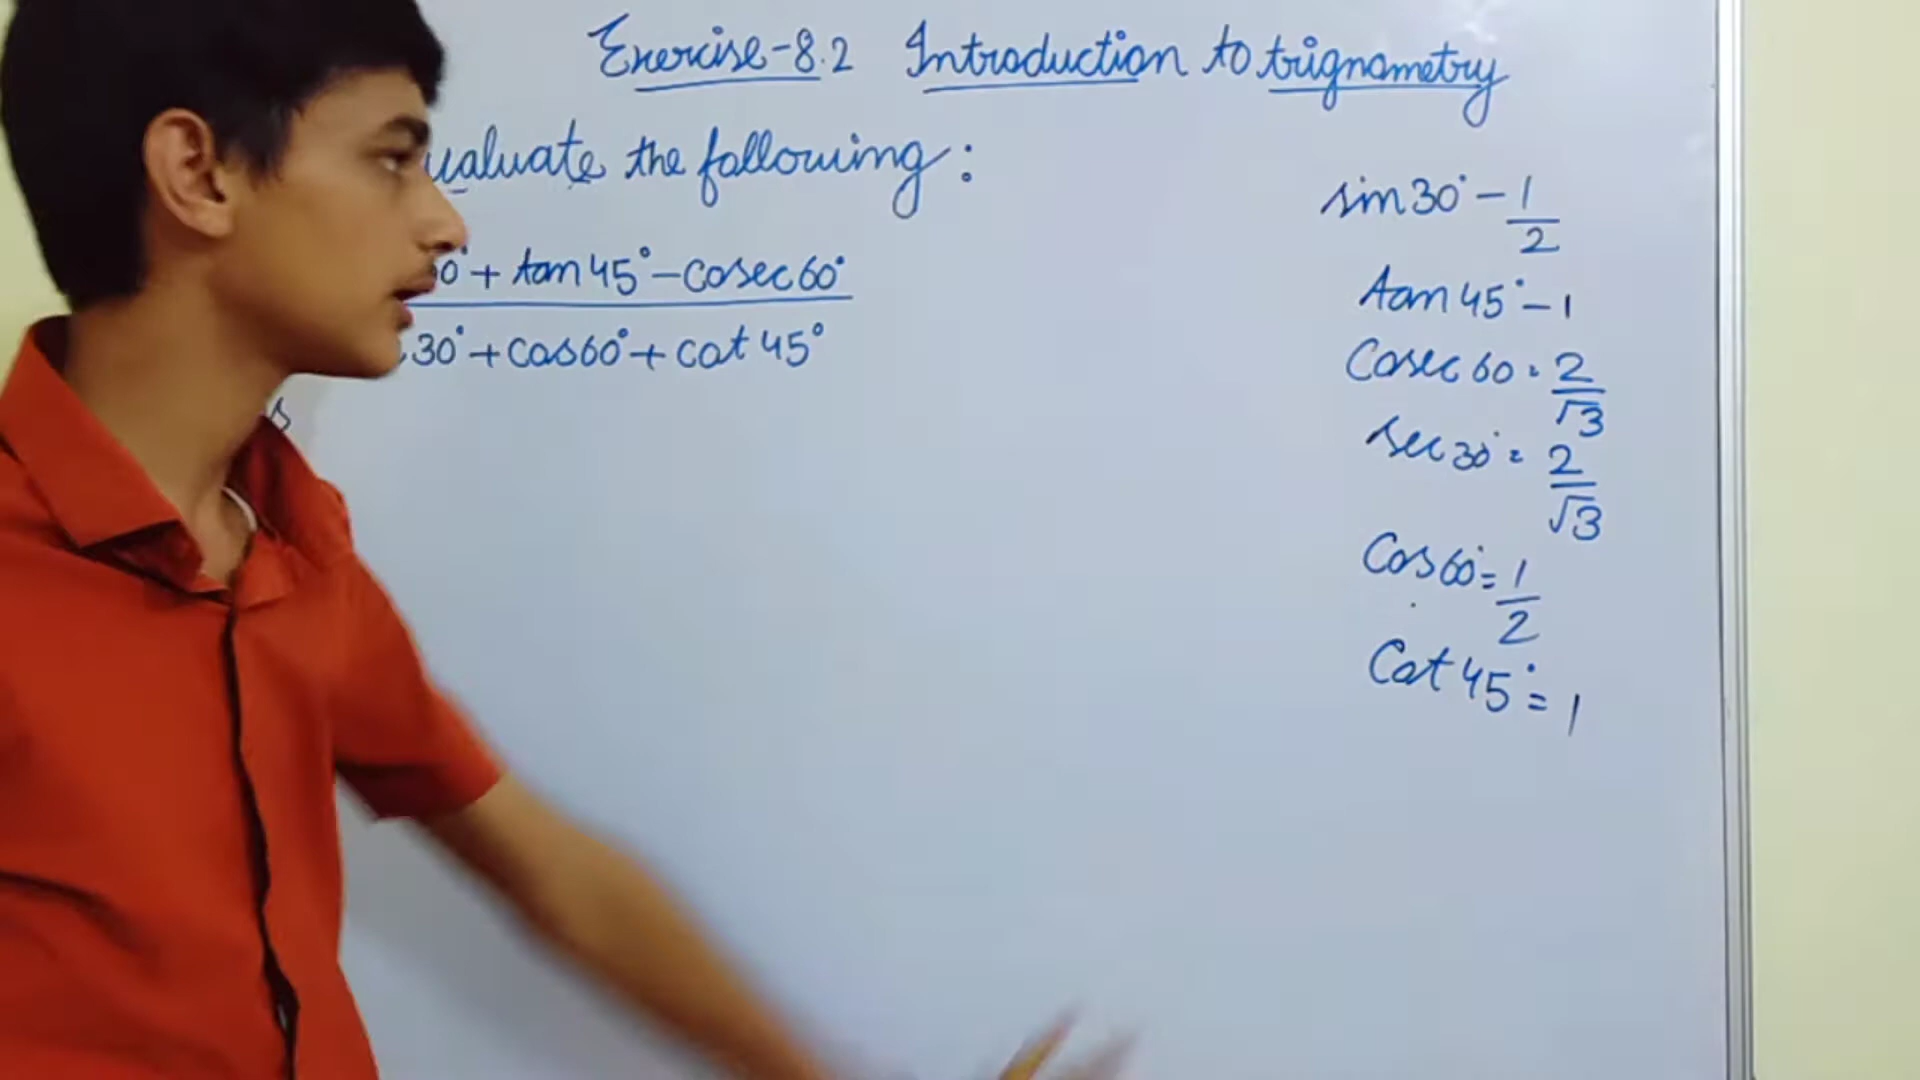 Exercise-8.2 Introduction to trignometry
valuate the following:
0° + tan 45° - cosec 60°
30° + cos 60° + cot 45°
sin 30° - 1/2
tan 45° - 1
Cosec 60 = 2/√3
sec 30° = 2/√3
Cos 60° = 1/2
Cot 45° = 1